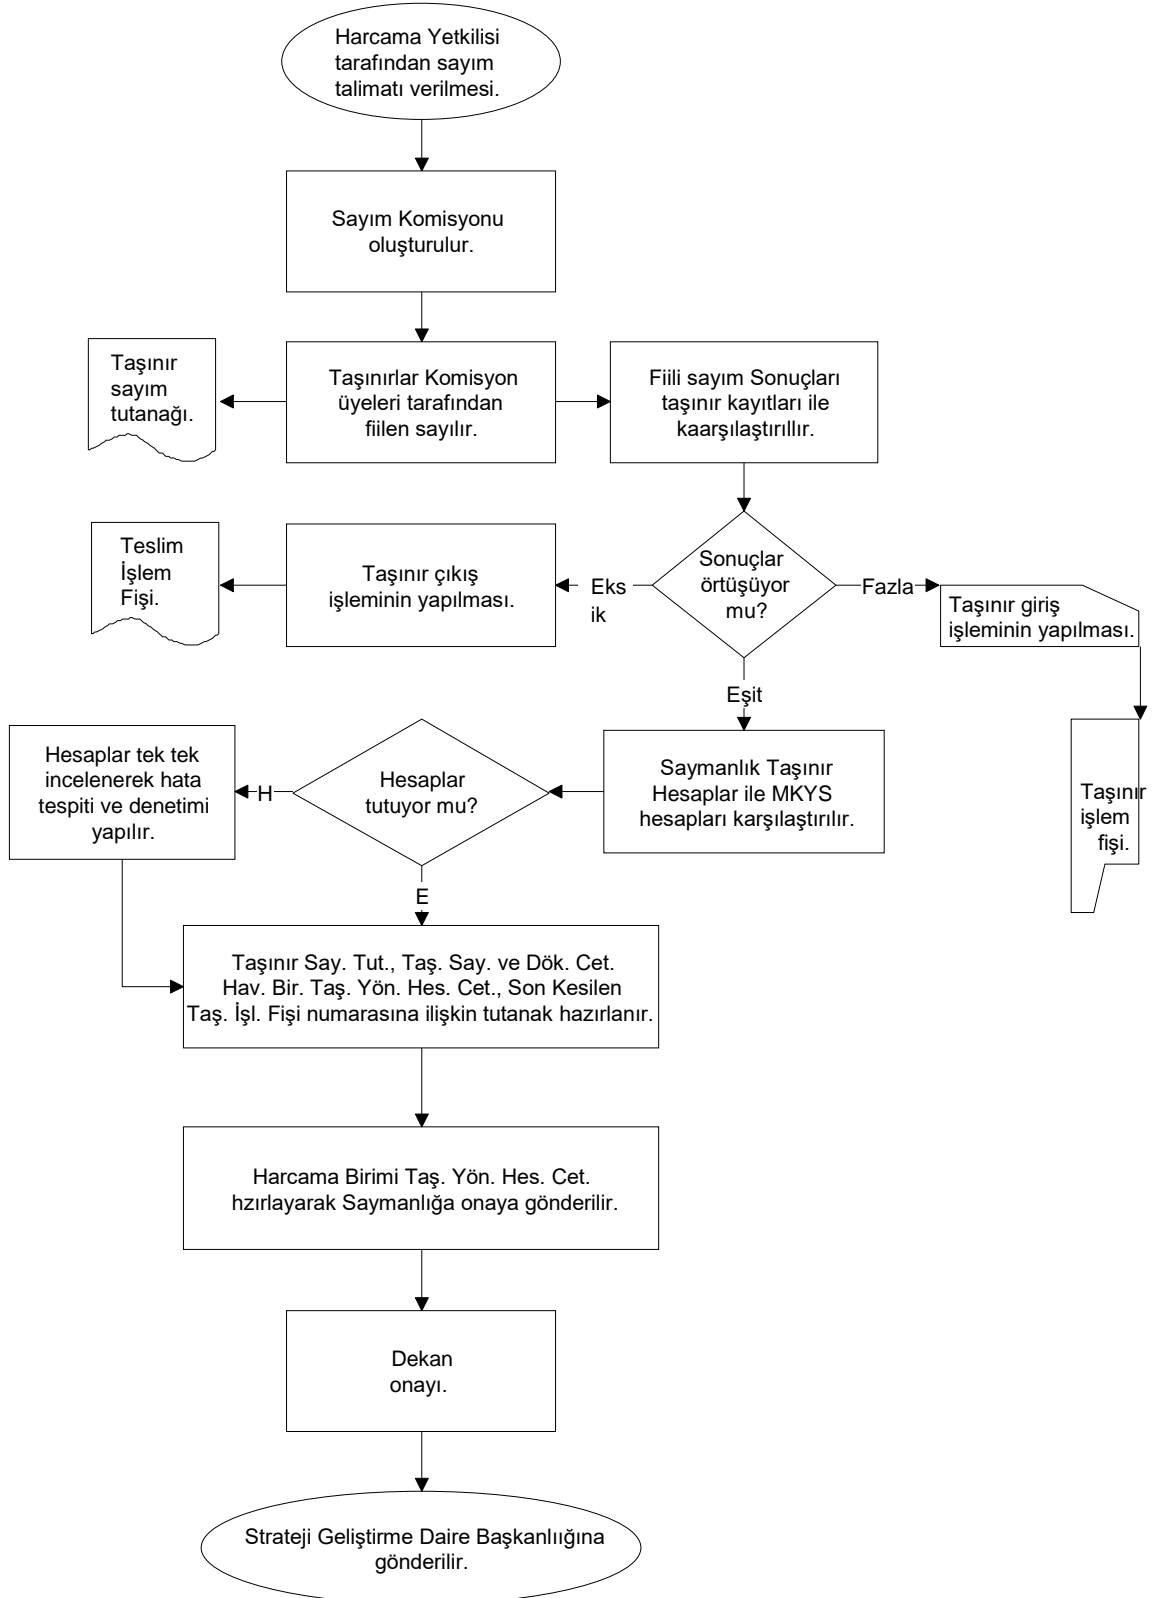 Harcama Yetkilisi
tarafından sayım
talimatı verilmesi.
Sayım Komisyonu
oluşturulur.
Taşınır
sayım
tutanağı.
Taşınırlar Komisyon
üyeleri tarafından
fiilen sayılır.
Fiili sayım Sonuçları
taşınır kayıtları ile
kaarşılaştırıllır.
Teslim
İşlem
Fişi.
Taşınır çıkış
işleminin yapılması.
Eks
ik
Sonuçlar
örtüşüyor
mu?
Fazla
Taşınır giriş
işleminin yapılması.
Eşit
Hesaplar tek tek
incelenerek hata
tespiti ve denetimi
yapılır.
H
Hesaplar
tutuyor mu?
Saymanlık Taşınır
Hesaplar ile MKYS
hesapları karşılaştırılır.
Taşınır
işlem
fişi.
E
Taşınır Say. Tut., Taş. Say. ve Dök. Cet.
Hav. Bir. Taş. Yön. Hes. Cet., Son Kesilen
Taş. İşl. Fişi numarasına ilişkin tutanak hazırlanır.
Harcama Birimi Taş. Yön. Hes. Cet.
hzırlayarak Saymanlığa onaya gönderilir.
Dekan
onayı.
Strateji Geliştirme Daire Başkanlıığına
gönderilir.